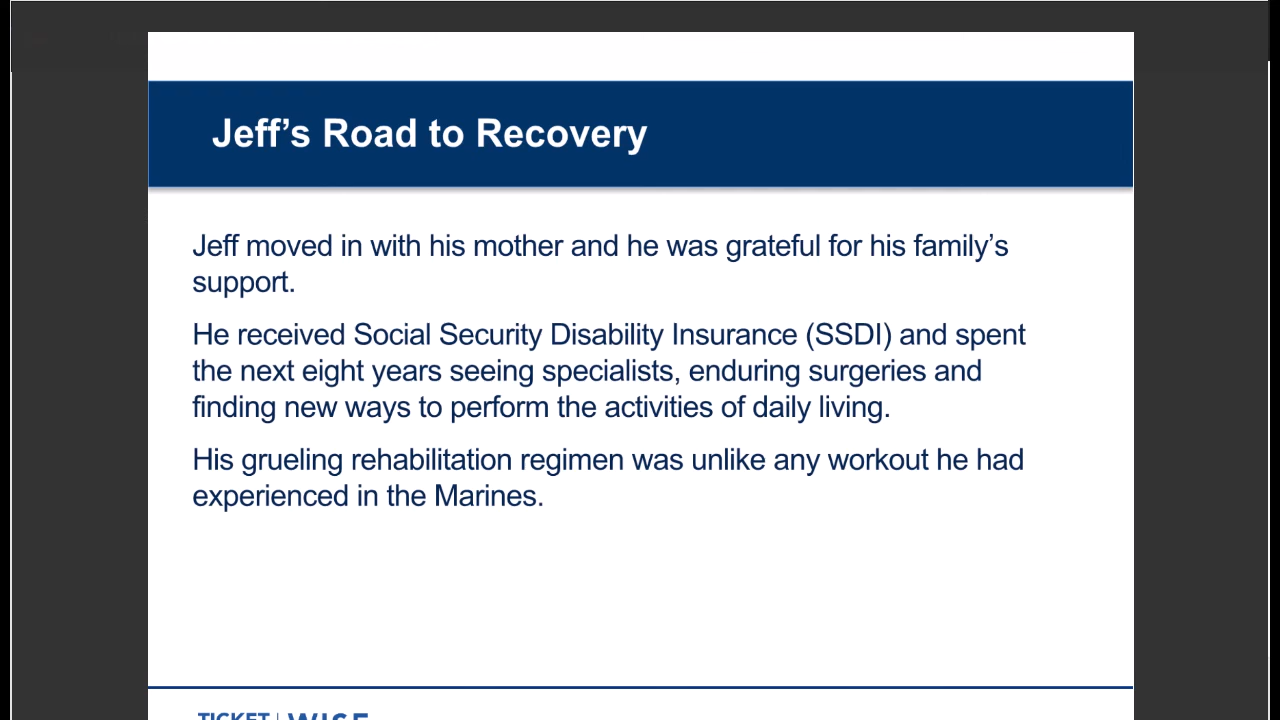 Jeff’s Road to Recovery
Jeff moved in with his mother and he was grateful for his family’s
support.
He received Social Security Disability Insurance (SSDI) and spent
the next eight years seeing specialists, enduring surgeries and
finding new ways to perform the activities of daily living.
His grueling rehabilitation regimen was unlike any workout he had
experienced in the Marines.
TICKET | WISE